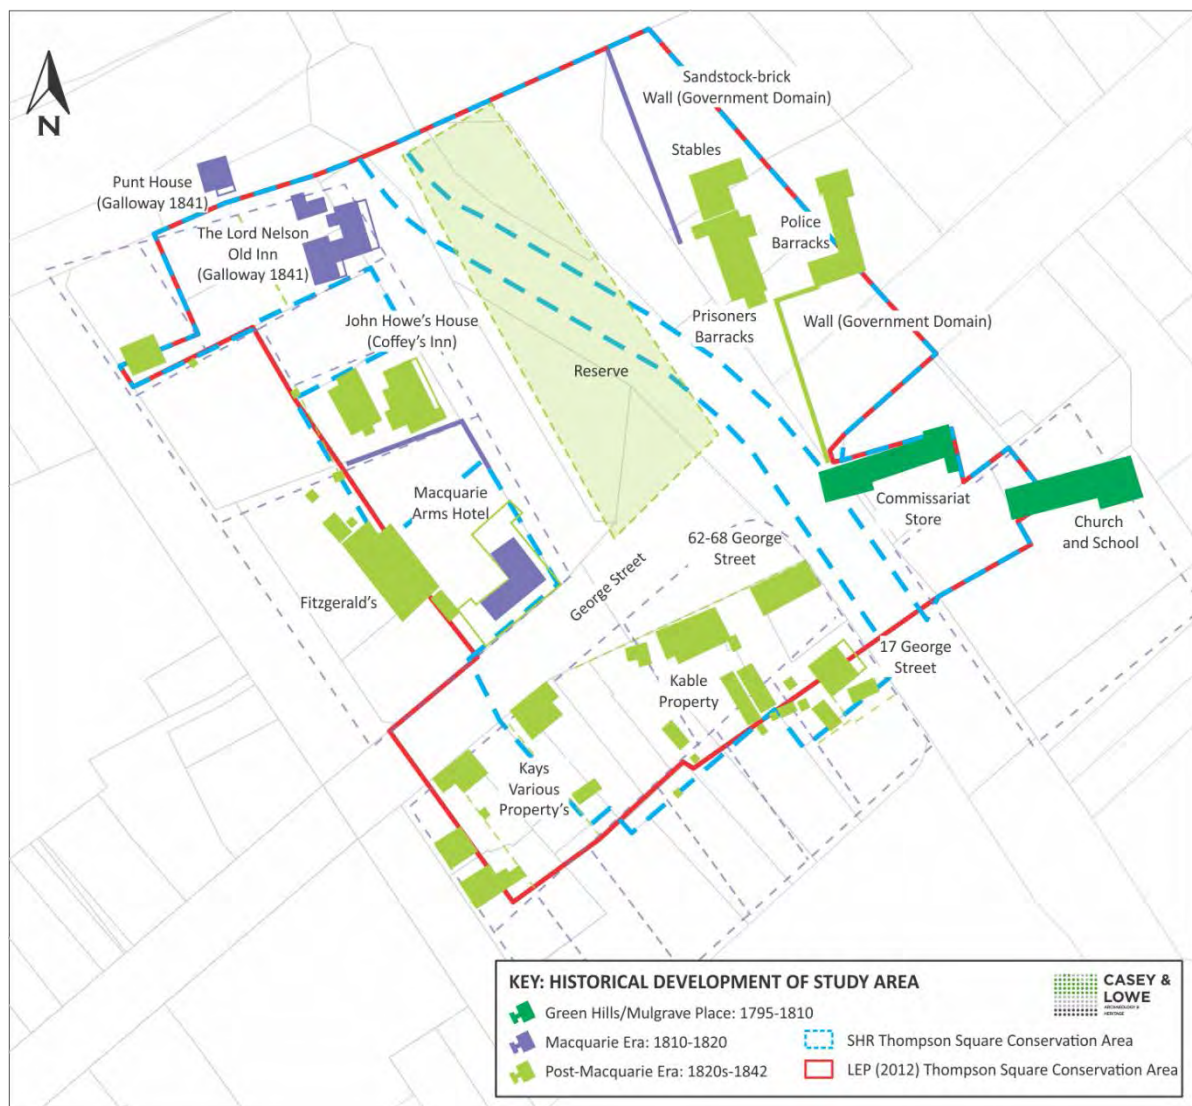 N
Sandstock-brick
Wall (Government Domain)
Stables
Punt House
(Galloway 1841)
The Lord Nelson
Old Inn
(Galloway 1841)
Police
Barracks
Prisoners
Barracks
Wall (Government Domain)
John Howe's House
(Coffey's Inn)
Reserve
Macquarie
Arms Hotel
Commissariat
Store
Church
and School
62-68 George
Street
George Street
Fitzgerald's
17 George
Street
Kable
Property
Kays
Various
Property's
KEY: HISTORICAL DEVELOPMENT OF STUDY AREA
Green Hills/Mulgrave Place: 1795-1810
Macquarie Era: 1810-1820
Post-Macquarie Era: 1820s-1842
SHR Thompson Square Conservation Area
LEP (2012) Thompson Square Conservation Area
CASEY &
LOWE
ARCHAEOLOGY &
HERITAGE